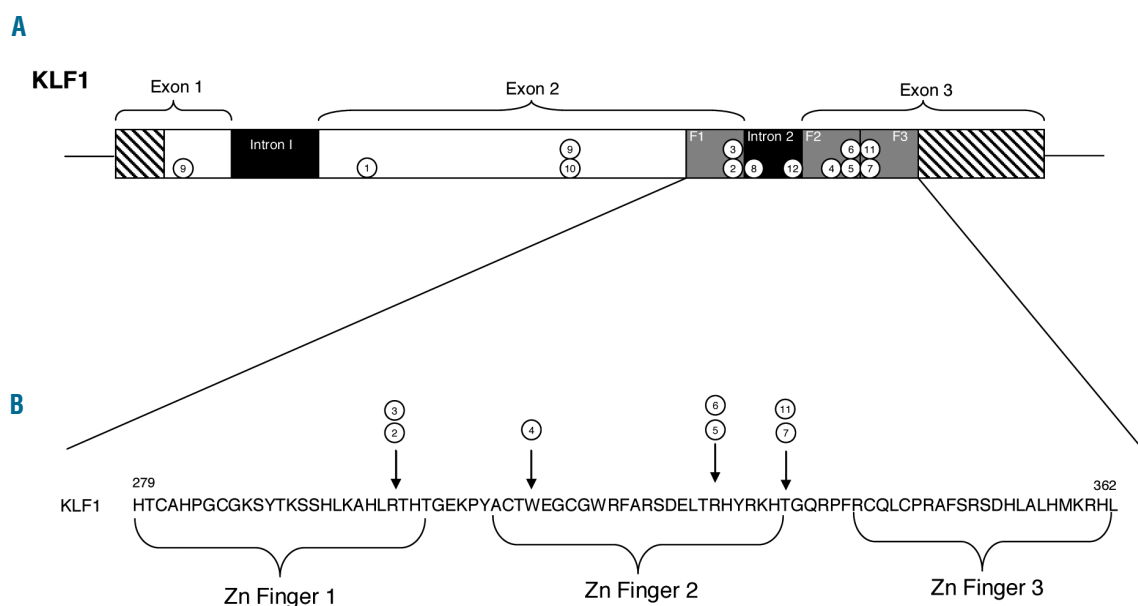 A
KLF1
Exon 1
Exon 2
Exon 3
Intron I
F1
Intron 2
F2
F3
9
1
9
10
3
2
8
12
4
6
5
11
7
B
3
2
4
6
5
11
7
279
362
KLF1
HTCAHPGCGKSYTKSSHLKAHLRTHTGEKPYACTWEGCGWRFARSDELTRHYRKHTGQRPFRCQLCPRAFSRSDHLALHMKRHL
Zn Finger 1
Zn Finger 2
Zn Finger 3